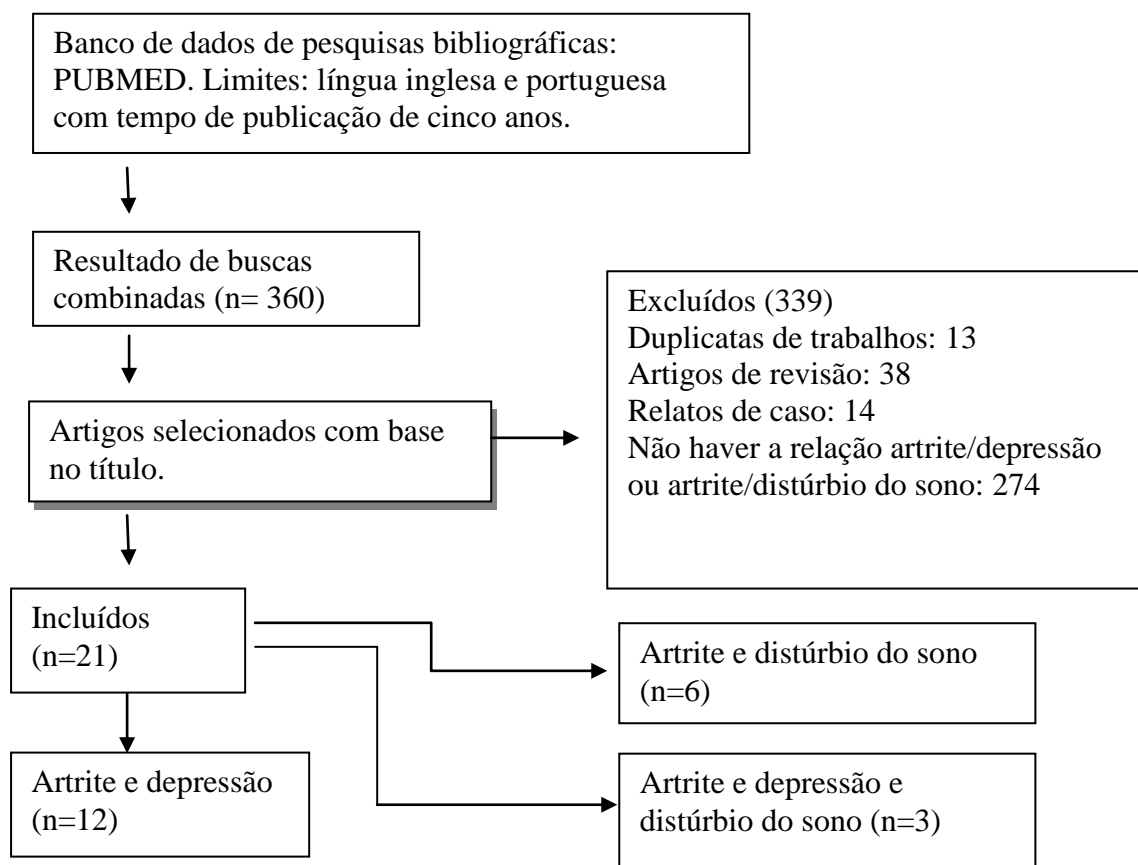 Banco de dados de pesquisas bibliográficas:
PUBMED. Limites: língua inglesa e portuguesa
com tempo de publicação de cinco anos.
Resultado de buscas
combinadas (n= 360)
Excluídos (339)
Duplicatas de trabalhos: 13
Artigos de revisão: 38
Relatos de caso: 14
Não haver a relação artrite/depressão
ou artrite/distúrbio do sono: 274
Artigos selecionados com base
no título.
Incluídos
(n=21)
Artrite e distúrbio do sono
(n=6)
Artrite e depressão
(n=12)
Artrite e depressão e
distúrbio do sono (n=3)